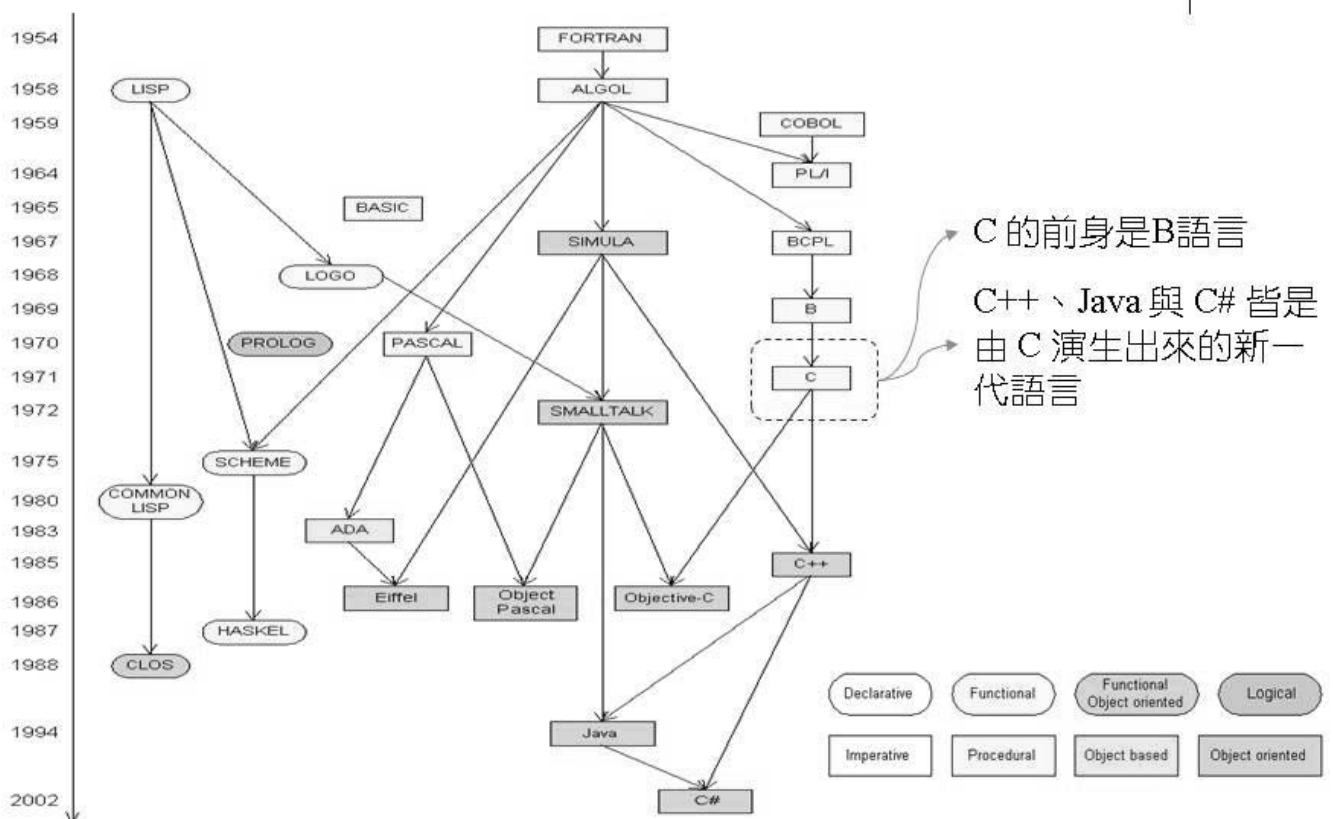 1954
FORTRAN
1958
LISP
ALGOL
1959
COBOL
1964
PL/I
1965
BASIC
1967
SIMULA
BCPL
1968
LOGO
1969
B
1970
PROLOG
PASCAL
1971
C
1972
SMALLTALK
1975
SCHEME
1980
COMMON
LISP
1983
ADA
1985
C++
1986
Eiffel
Object
Pascal
Objective-C
1987
HASKEL
1988
CLOS
1994
Java
2002
C#
C 的前身是B語言
C++、Java 與 C# 皆是
由 C 演生出來的新一
代語言
Declarative
Functional
Functional
Object oriented
Logical
Imperative
Procedural
Object based
Object oriented